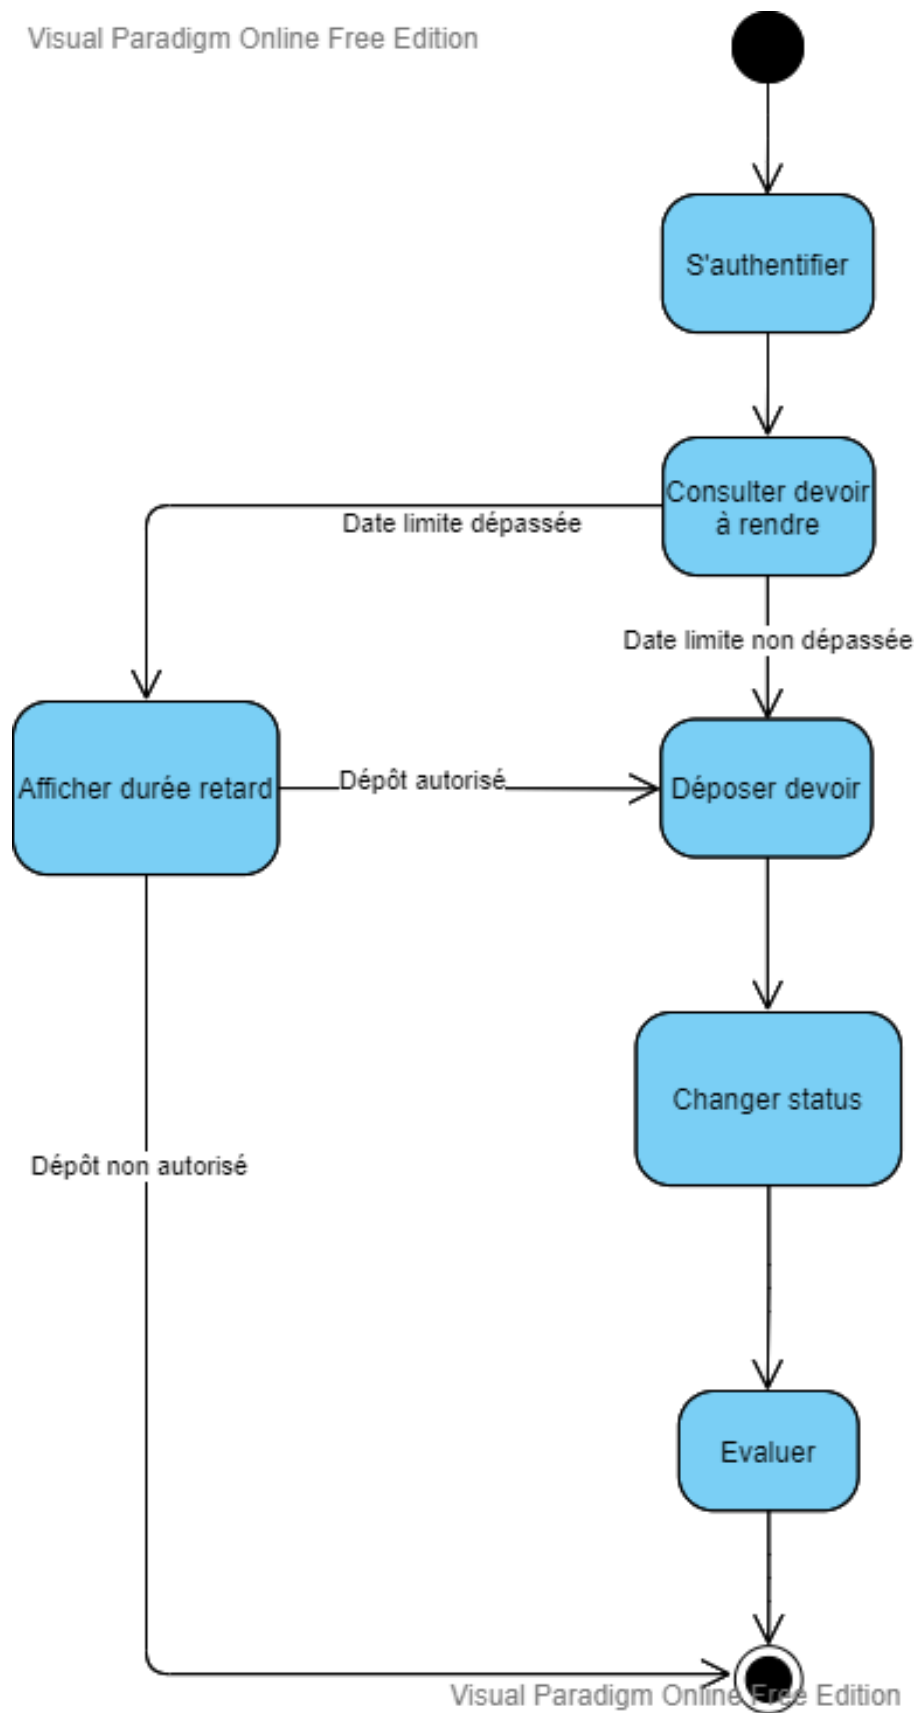 Visual Paradigm Online Free Edition
S'authentifier
Consulter devoir
à rendre
Date limite dépassée
Date limite non dépassée
Afficher durée retard
Dépôt autorisé
Déposer devoir
Changer status
Dépôt non autorisé
Evaluer
Visual Paradigm Online Free Edition